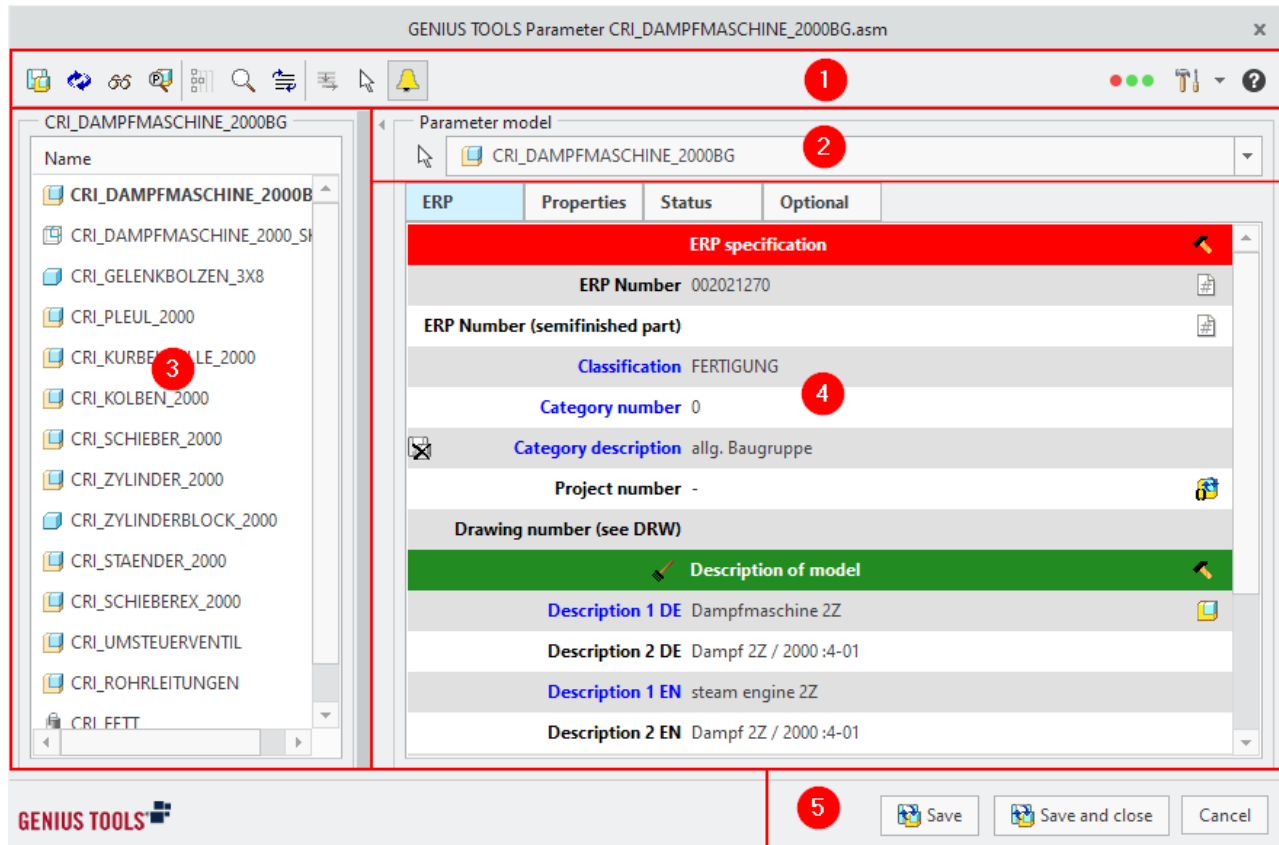 GENIUS TOOLS Parameter CRI_DAMPFMASCHINE_2000BG.asm
1
CRI_DAMPFMASCHINE_2000BG
Parameter model
Name
CRI_DAMPFMASCHINE_2000BG
2
CRI_DAMPFMASCHINE_2000B
CRI_DAMPFMASCHINE_2000_SK
CRI_GELENKBOLZEN_3X8
CRI_PLEUL_2000
3
CRI_KOLBEN_2000
CRI_SCHIEBER_2000
CRI_ZYLINDER_2000
CRI_ZYLINDERBLOCK_2000
CRI_STAENDER_2000
CRI_SCHIEBEREX_2000
CRI_UMSTEUERVENTIL
CRI_ROHRLEITUNGEN
CRI_FETT
ERP Properties Status Optional
ERP specification
ERP Number 002021270
ERP Number (semifinished part)
Classification FERTIGUNG
4
Category number 0
Category description allg. Baugruppe
Project number -
Drawing number (see DRW)
Description of model
Description 1 DE Dampfmaschine 2Z
Description 2 DE Dampf 2Z / 2000 :4-01
Description 1 EN steam engine 2Z
Description 2 EN Dampf 2Z / 2000 :4-01
GENIUS TOOLS
5
Save Save and close Cancel